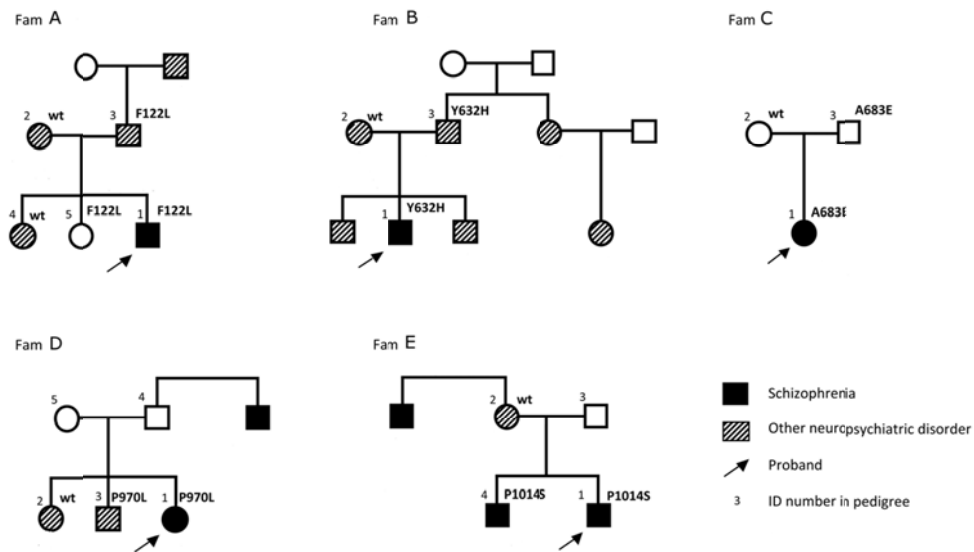 Fam A
2 wt
3 F122L
4 wt
5 F122L
1 F122L
Fam B
2 wt
3 Y632H
1 Y632H
Fam C
2 wt
3 A683E
1 A683E
Fam D
5
4
2 wt
3 P970L
1 P970L
Fam E
2 wt
3
4 P1014S
1 P1014S
Schizophrenia
Other neuropsychiatric disorder
Proband
3 ID number in pedigree